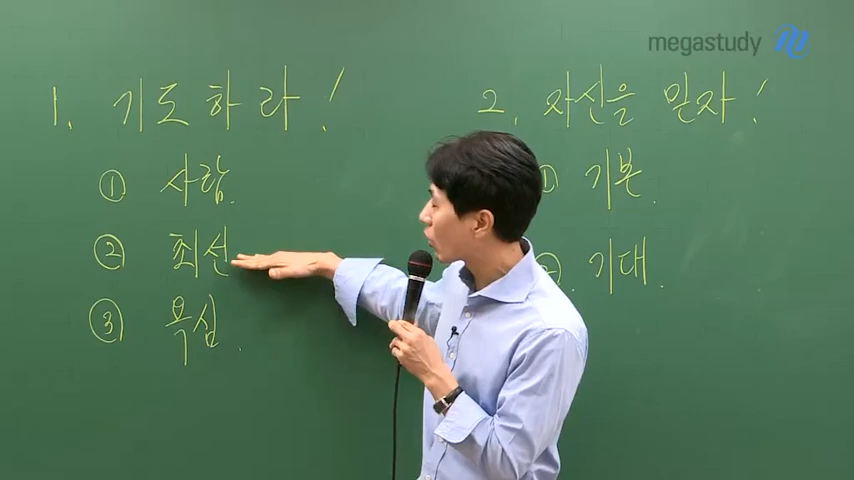 megastudy
1. 기도하라!
① 사람.
② 최선
③ 욕심.
2. 자신을 믿자!
① 기본.
② 기대.